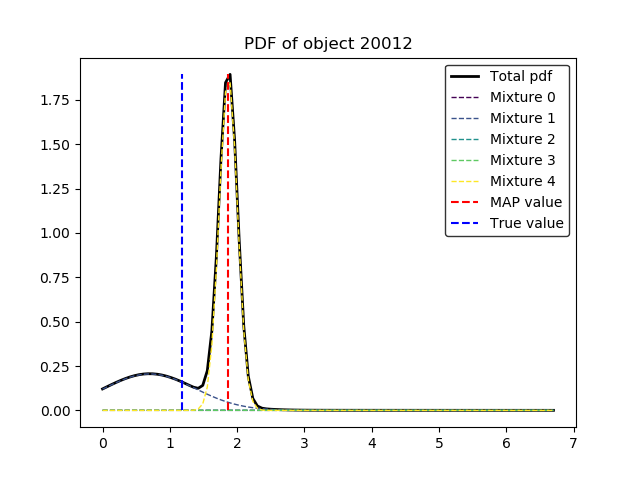 PDF of object 20012
Total pdf
Mixture 0
Mixture 1
Mixture 2
Mixture 3
Mixture 4
MAP value
True value
1.75
1.50
1.25
1.00
0.75
0.50
0.25
0.00
0 1 2 3 4 5 6 7